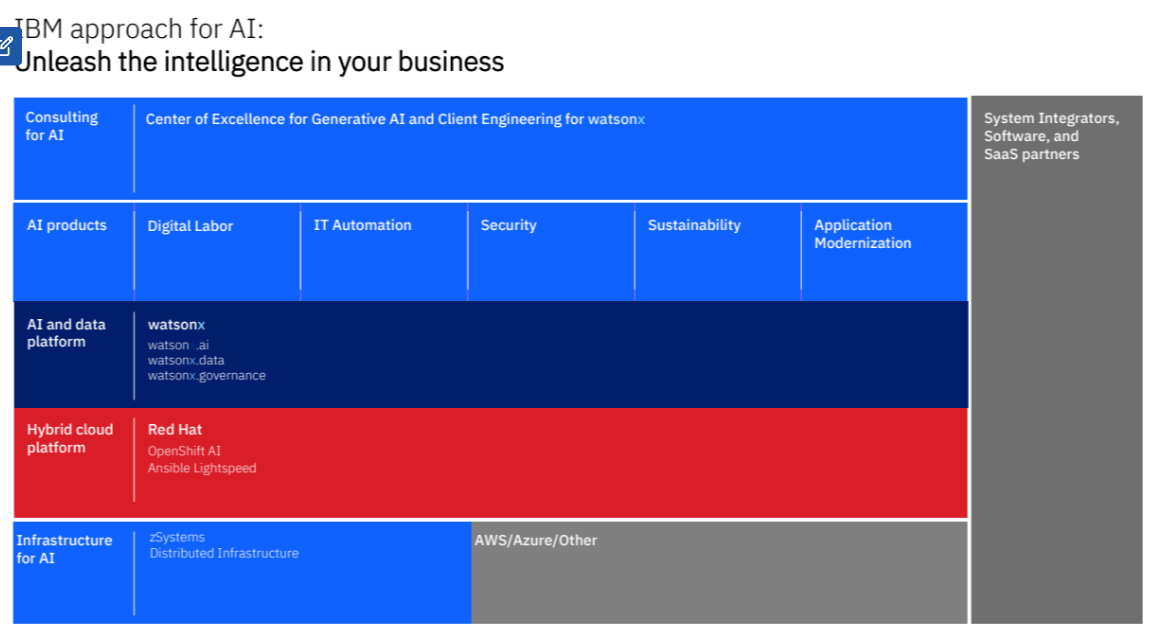 IBM approach for AI:
Unleash the intelligence in your business
Consulting
for AI
Center of Excellence for Generative AI and Client Engineering for watsonx
System Integrators,
Software, and
SaaS partners
AI products
Digital Labor
IT Automation
Security
Sustainability
Application
Modernization
AI and data
platform
watsonx
watson .ai
watsonx.data
watsonx.governance
Hybrid cloud
platform
Red Hat
OpenShift AI
Ansible Lightspeed
Infrastructure
for AI
zSystems
Distributed Infrastructure
AWS/Azure/Other